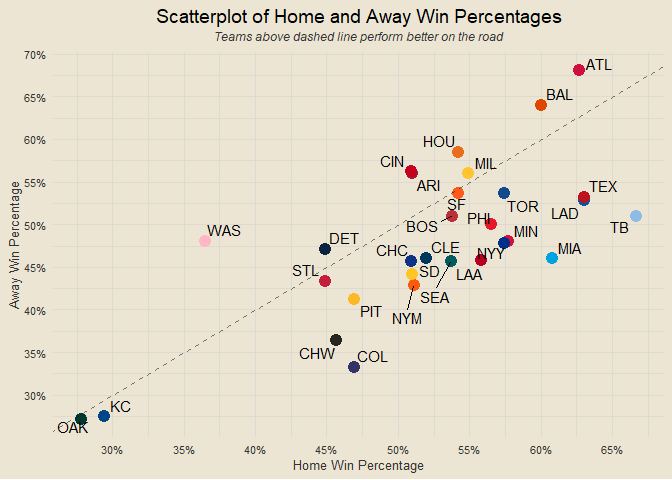 Scatterplot of Home and Away Win Percentages
Teams above dashed line perform better on the road
70%
ATL
65%
BAL
60%
HOU
CIN
MIL
55%
ARI
TEX
SF
TOR
LAD
50%
WAS
BOS
PHI
TB
DET
MIN
CHC
CLE
NYY
MIA
45%
STL
SD
LAA
SEA
40%
PIT
NYM
35%
CHW
COL
30%
KC
OAK
30%
35%
40%
45%
50%
55%
60%
65%
Home Win Percentage
Away Win Percentage